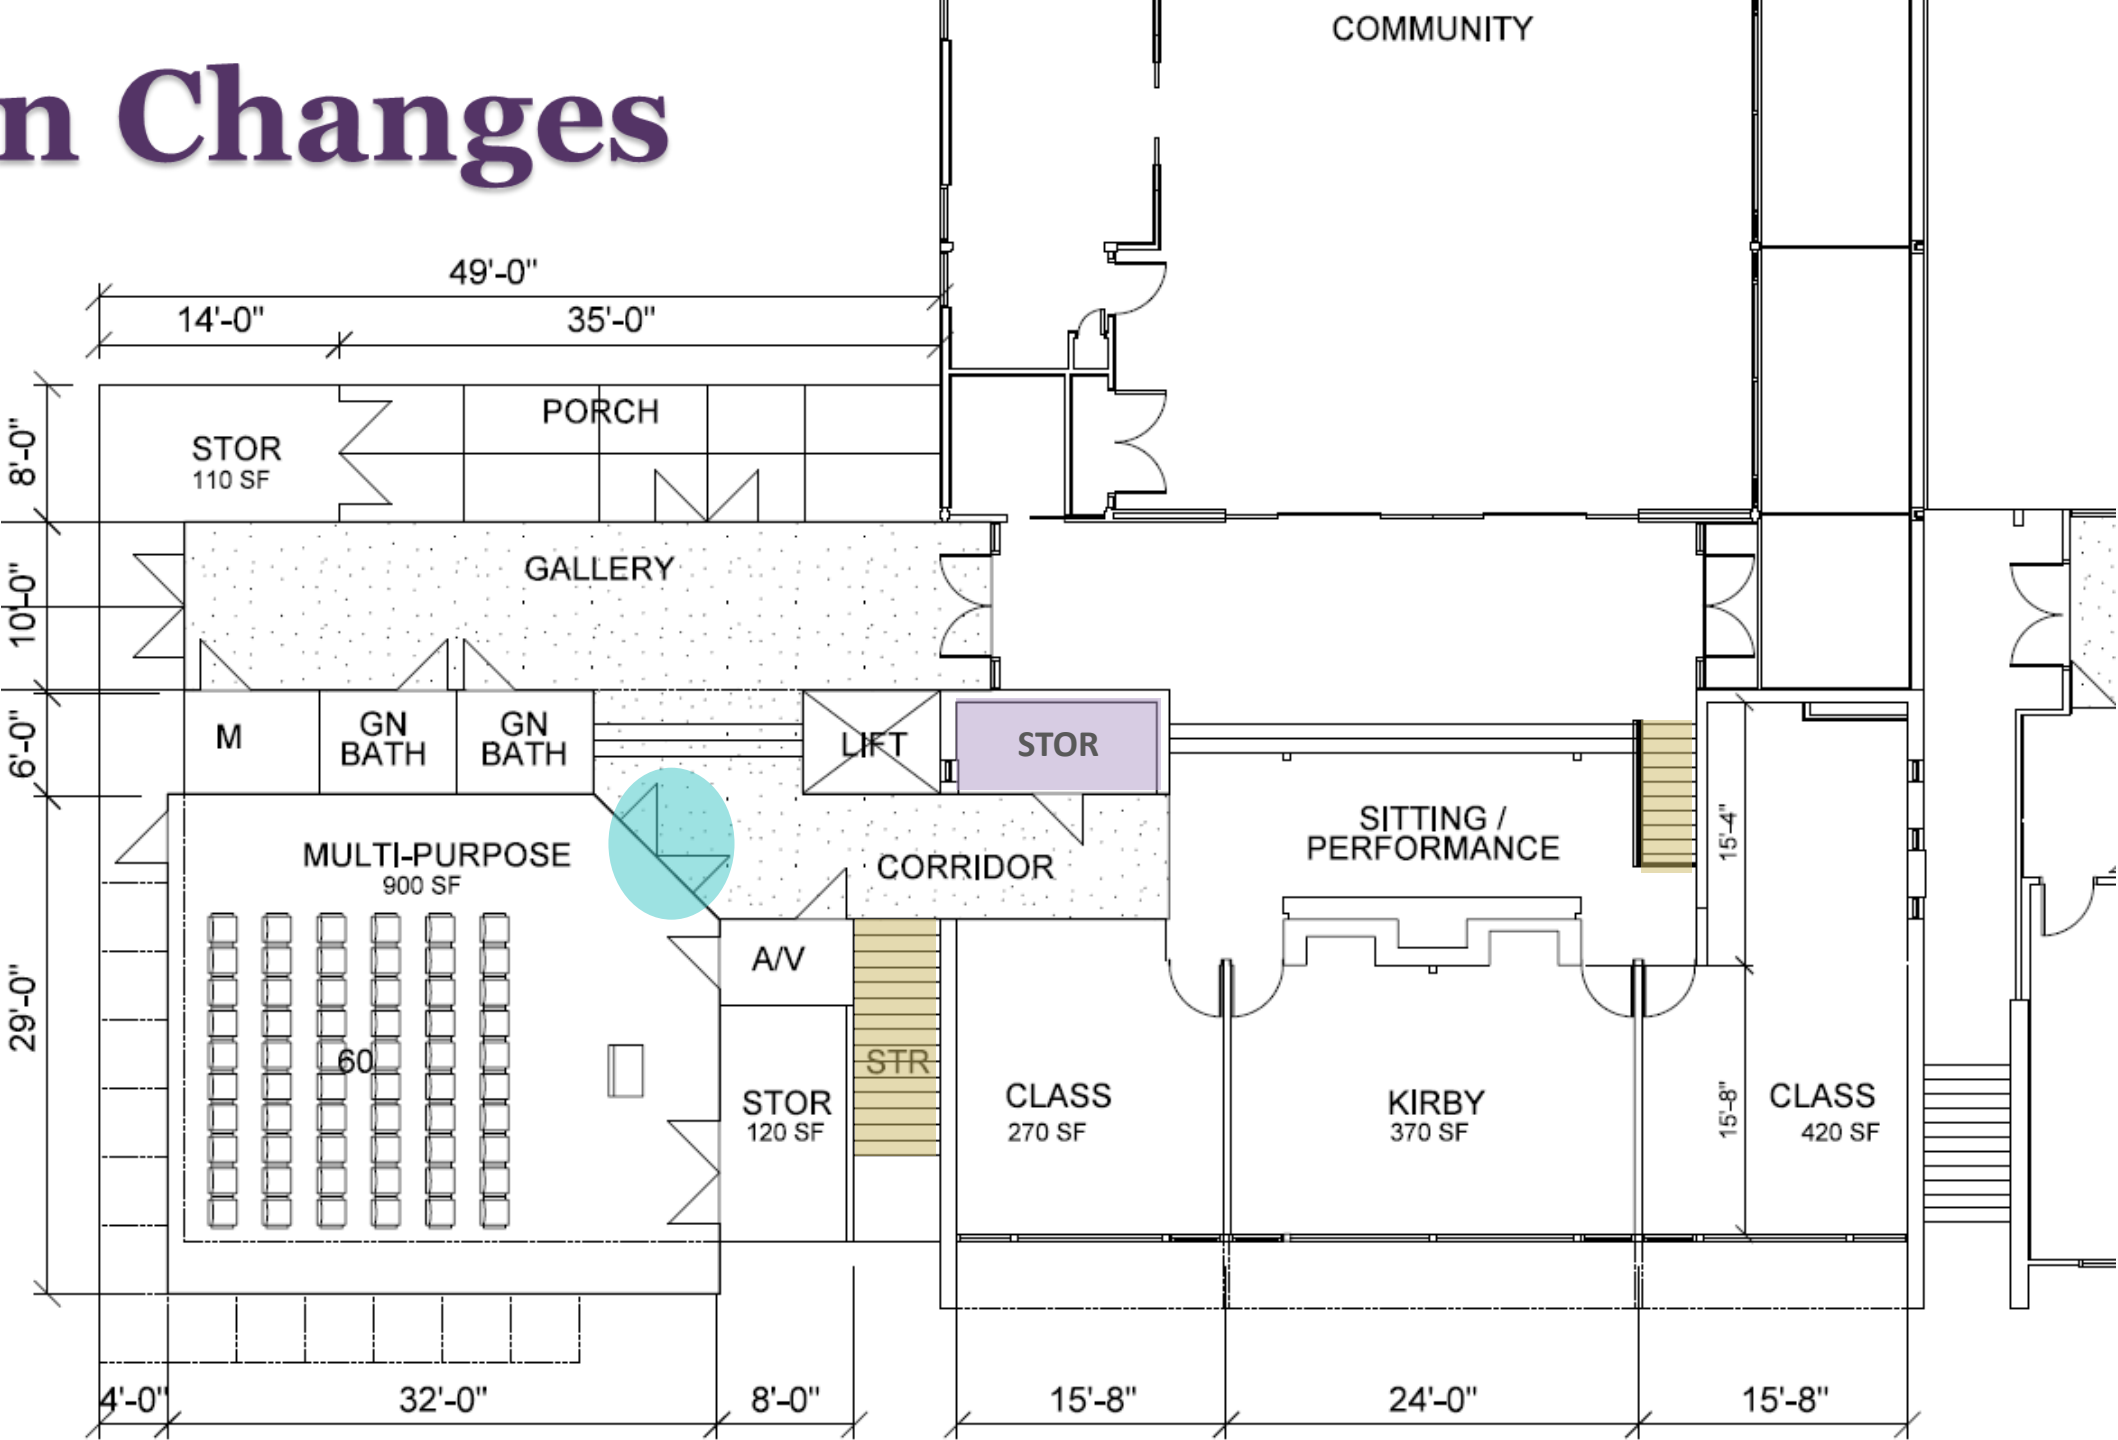 n Changes
COMMUNITY
49'-0"
14'-0"
35'-0"
8'-0"
PORCH
STOR
110 SF
10'-0"
GALLERY
6'-0"
M
GN
BATH
GN
BATH
LIFT
STOR
SITTING /
PERFORMANCE
15'-4"
MULTI-PURPOSE
900 SF
CORRIDOR
29'-0"
A/V
60
STR
STOR
120 SF
CLASS
270 SF
KIRBY
370 SF
15'-8"
CLASS
420 SF
4'-0"
32'-0"
8'-0"
15'-8"
24'-0"
15'-8"